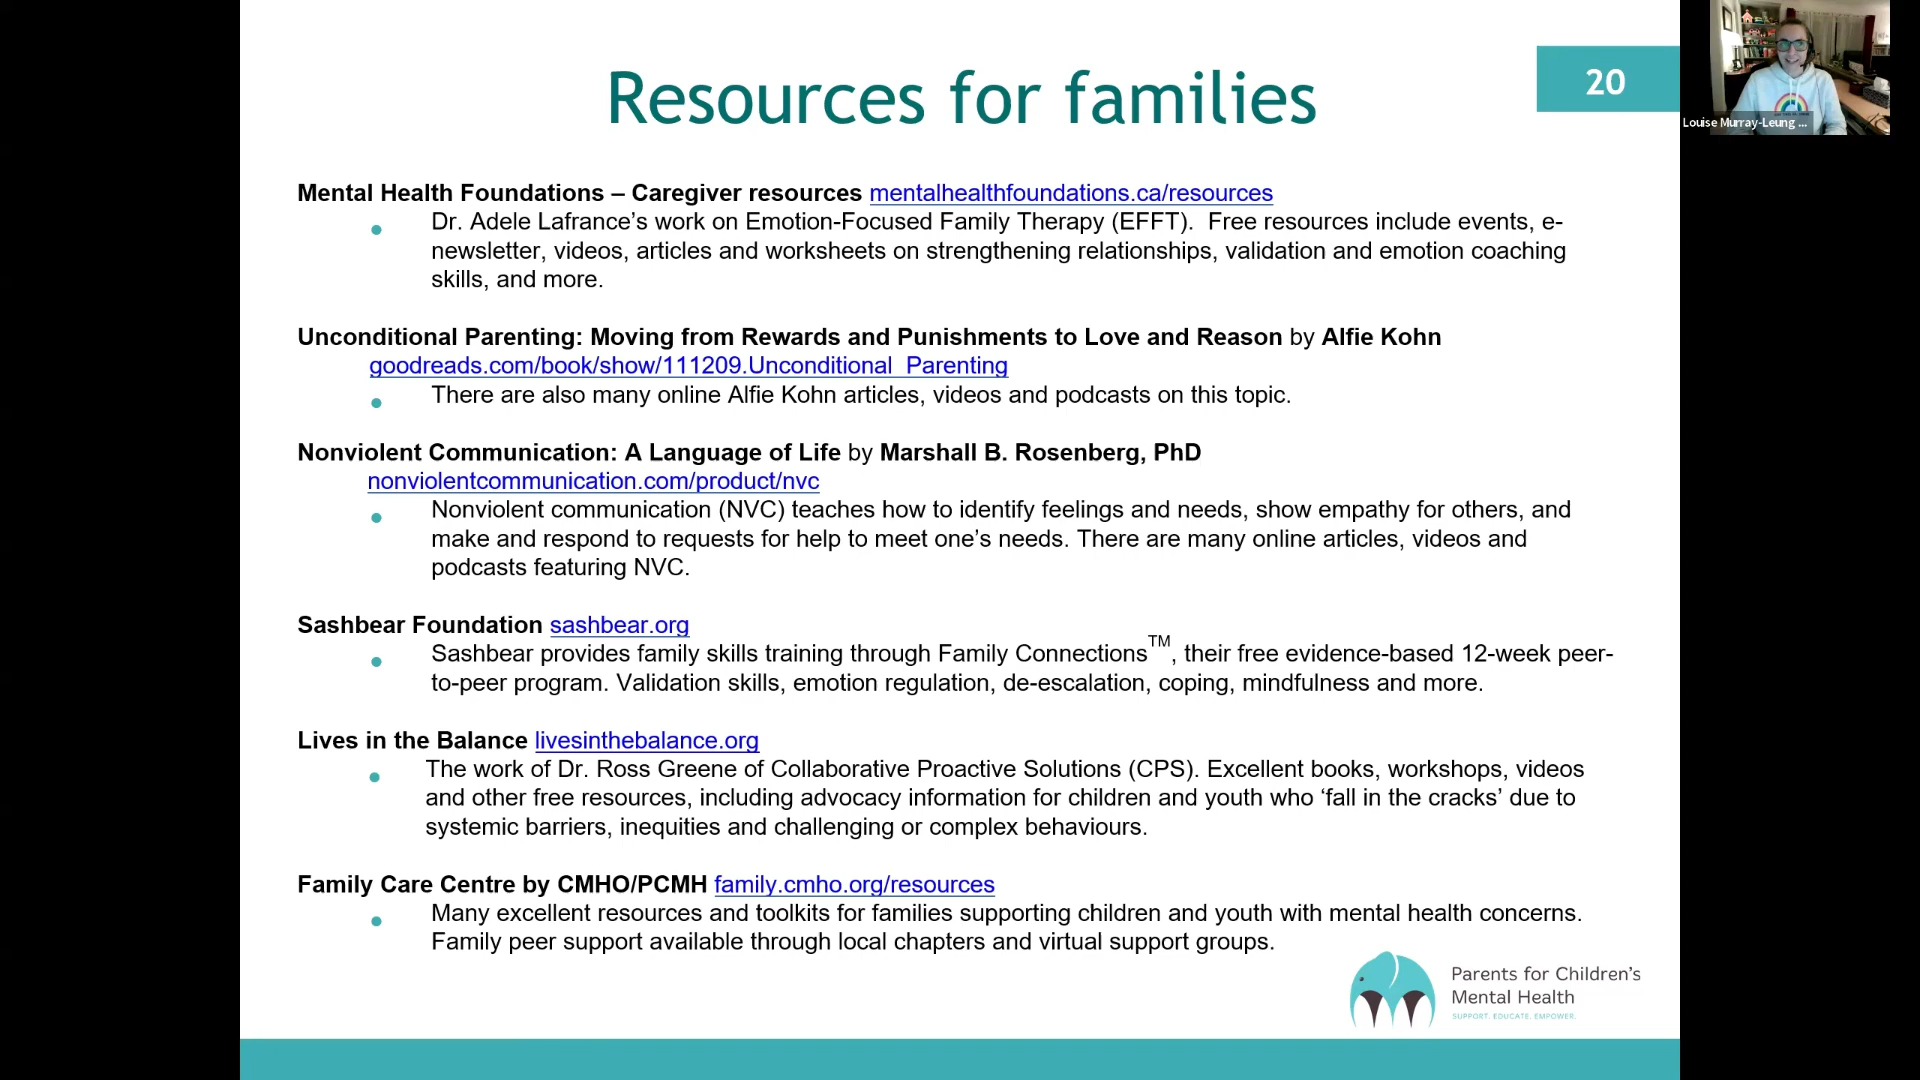 Resources for families
20
Louise Murray-Leung ...
Mental Health Foundations – Caregiver resources mentalhealthfoundations.ca/resources
• Dr. Adele Lafrance’s work on Emotion-Focused Family Therapy (EFFT).  Free resources include events, e-
newsletter, videos, articles and worksheets on strengthening relationships, validation and emotion coaching
skills, and more.
Unconditional Parenting: Moving from Rewards and Punishments to Love and Reason by Alfie Kohn
goodreads.com/book/show/111209.Unconditional_Parenting
• There are also many online Alfie Kohn articles, videos and podcasts on this topic.
Nonviolent Communication: A Language of Life by Marshall B. Rosenberg, PhD
nonviolentcommunication.com/product/nvc
• Nonviolent communication (NVC) teaches how to identify feelings and needs, show empathy for others, and
make and respond to requests for help to meet one’s needs. There are many online articles, videos and
podcasts featuring NVC.
Sashbear Foundation sashbear.org
• Sashbear provides family skills training through Family Connections™, their free evidence-based 12-week peer-
to-peer program. Validation skills, emotion regulation, de-escalation, coping, mindfulness and more.
Lives in the Balance livesinthebalance.org
• The work of Dr. Ross Greene of Collaborative Proactive Solutions (CPS). Excellent books, workshops, videos
and other free resources, including advocacy information for children and youth who ‘fall in the cracks’ due to
systemic barriers, inequities and challenging or complex behaviours.
Family Care Centre by CMHO/PCMH family.cmho.org/resources
• Many excellent resources and toolkits for families supporting children and youth with mental health concerns.
Family peer support available through local chapters and virtual support groups.
Parents for Children’s
Mental Health
SUPPORT. EDUCATE. EMPOWER.